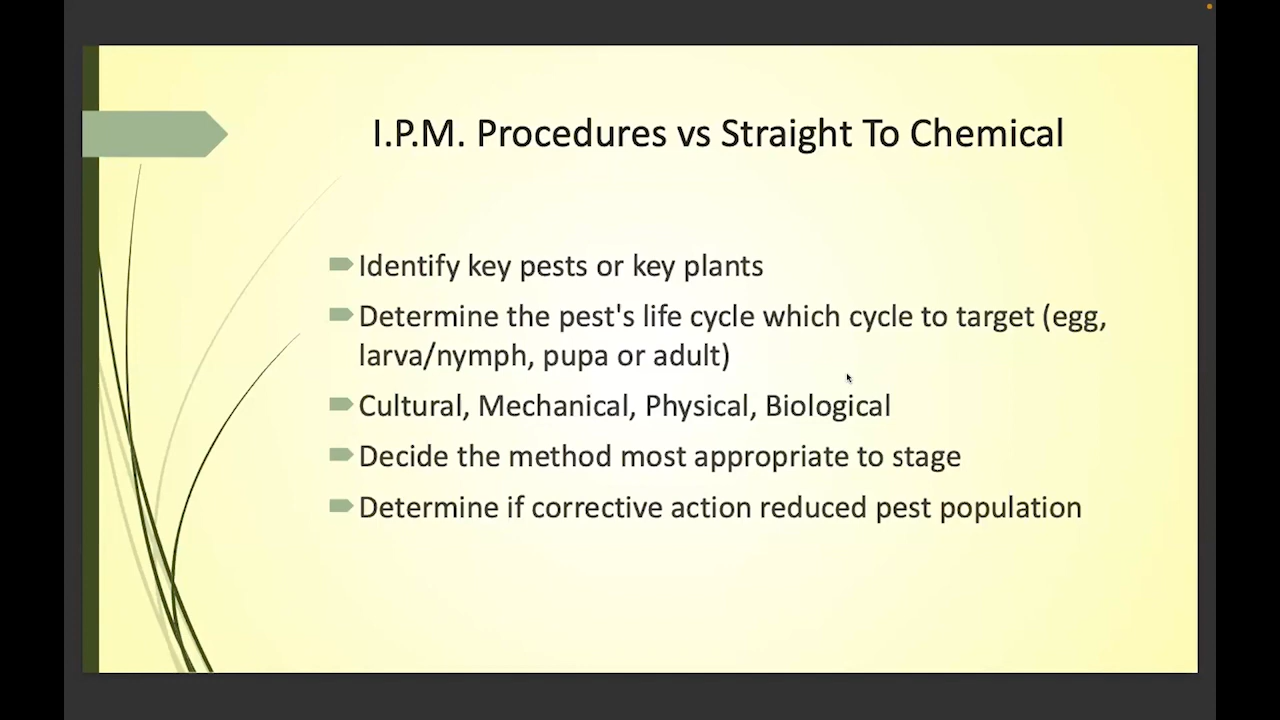 I.P.M. Procedures vs Straight To Chemical
Identify key pests or key plants
Determine the pest's life cycle which cycle to target (egg,
larva/nymph, pupa or adult)
Cultural, Mechanical, Physical, Biological
Decide the method most appropriate to stage
Determine if corrective action reduced pest population